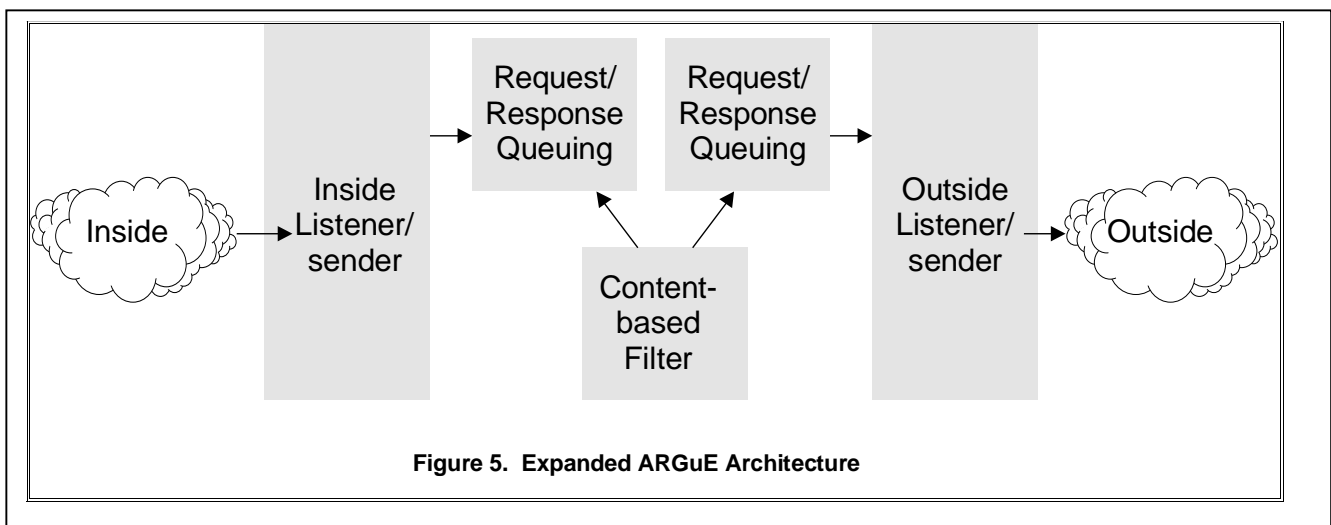 Inside
Inside
Listener/
sender
Request/
Response
Queuing
Request/
Response
Queuing
Content-
based
Filter
Outside
Listener/
sender
Outside
Figure 5. Expanded ARGuE Architecture